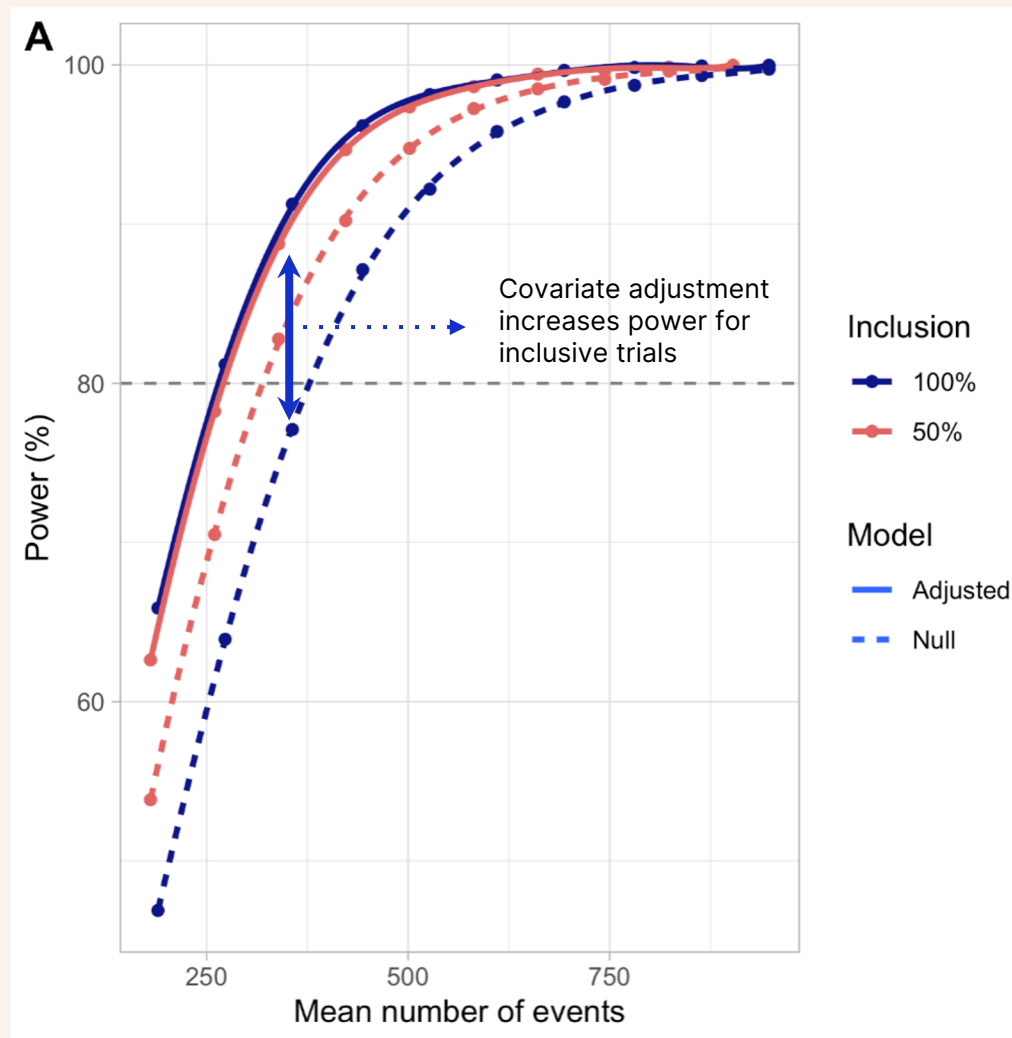 A
100
80
60
Power (%)
250 500 750
Mean number of events
Covariate adjustment
increases power for
inclusive trials
Inclusion
100%
50%
Model
Adjusted
Null